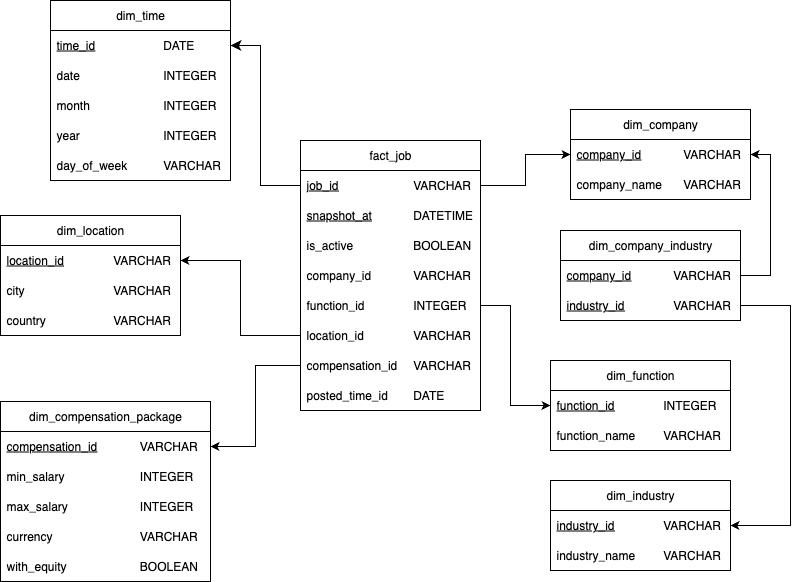 dim_time
time_id DATE
date INTEGER
month INTEGER
year INTEGER
day_of_week VARCHAR
dim_location
location_id VARCHAR
city VARCHAR
country VARCHAR
dim_compensation_package
compensation_id VARCHAR
min_salary INTEGER
max_salary INTEGER
currency VARCHAR
with_equity BOOLEAN
fact_job
job_id VARCHAR
snapshot_at DATETIME
is_active BOOLEAN
company_id VARCHAR
function_id INTEGER
location_id VARCHAR
compensation_id VARCHAR
posted_time_id DATE
dim_company
company_id VARCHAR
company_name VARCHAR
dim_company_industry
company_id VARCHAR
industry_id VARCHAR
dim_function
function_id INTEGER
function_name VARCHAR
dim_industry
industry_id VARCHAR
industry_name VARCHAR